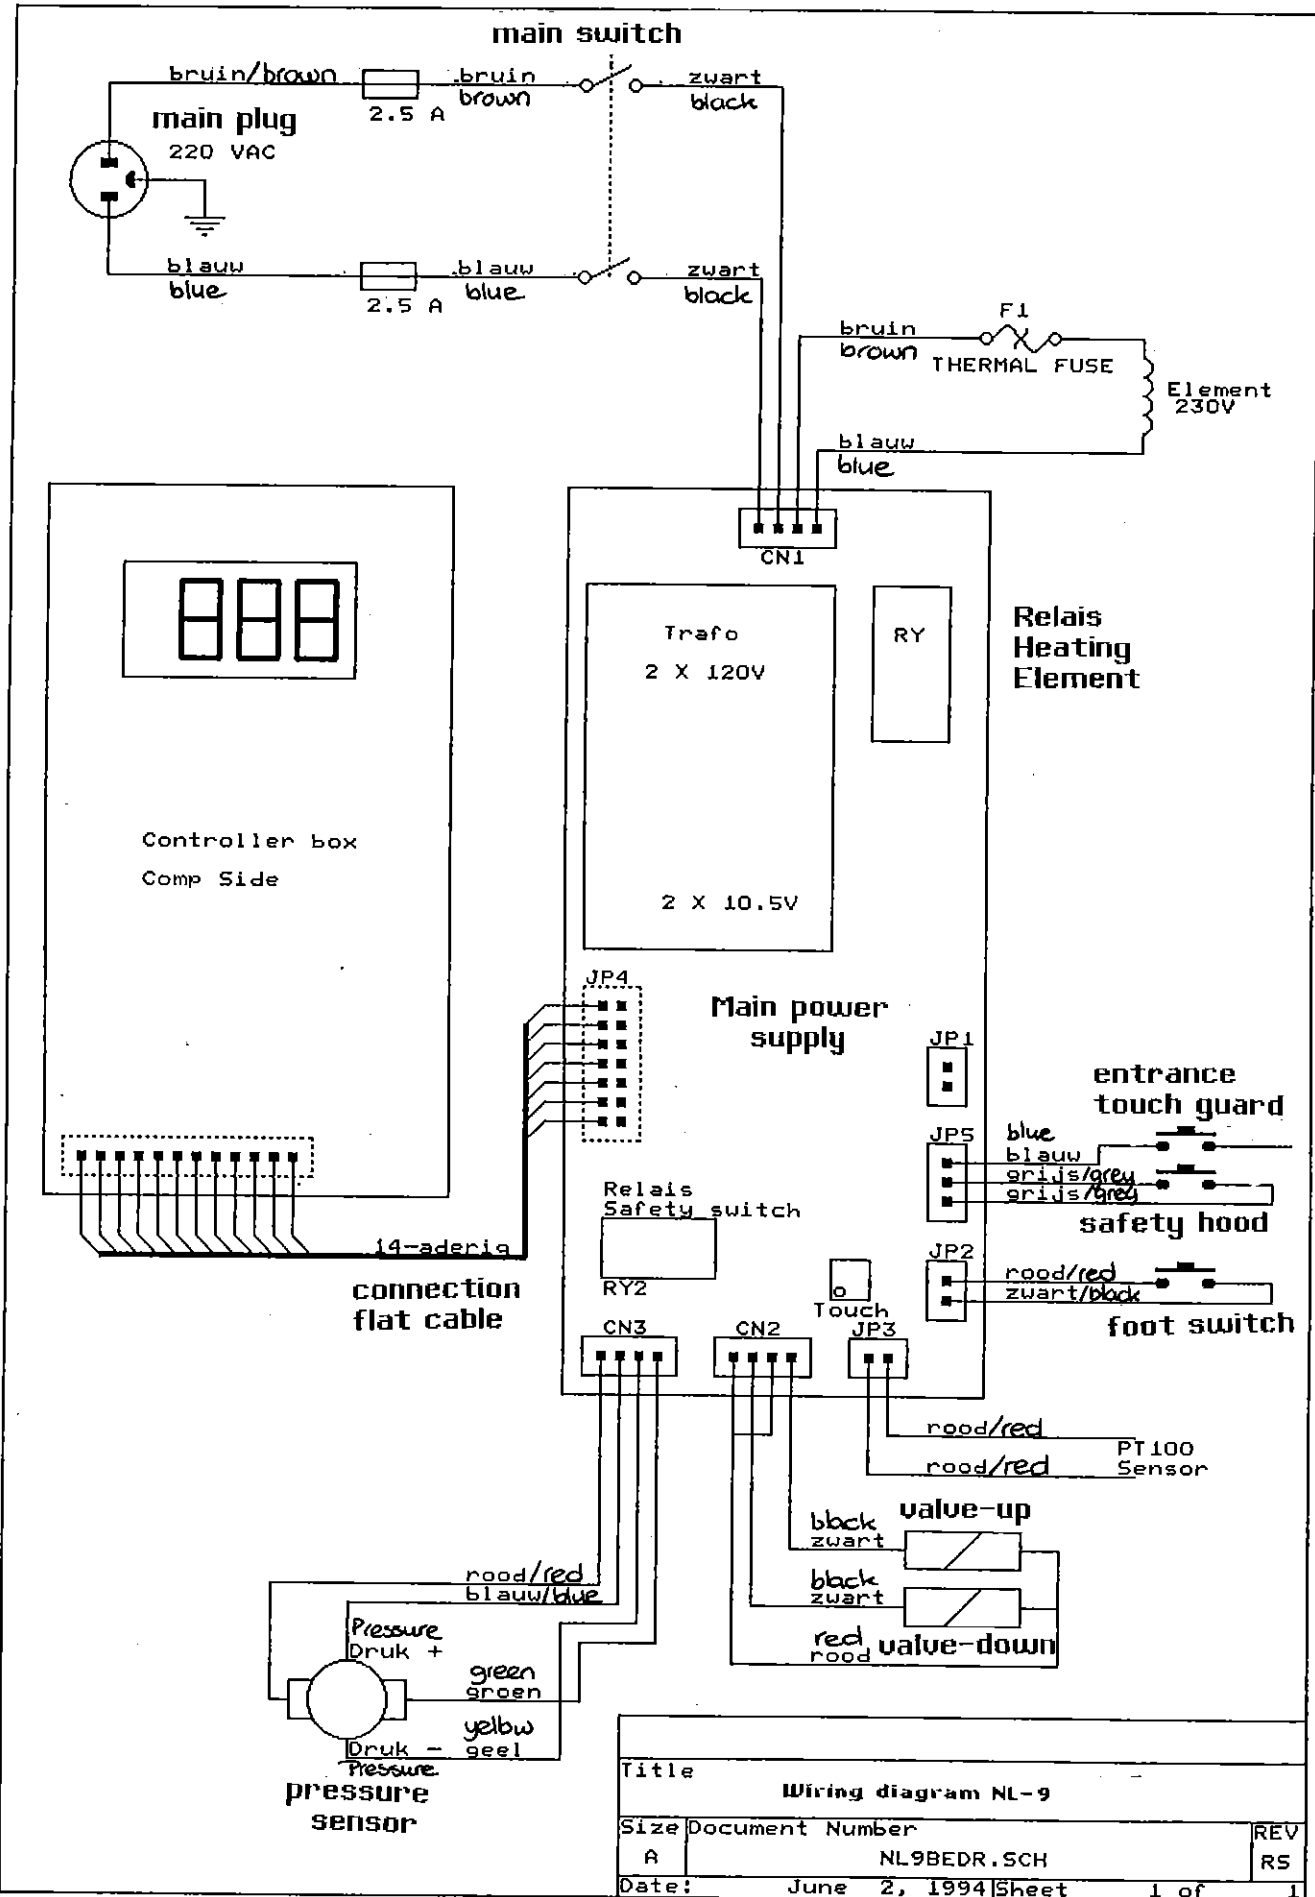 main switch
bruin/brown
bruin
brown
zwart
black
2.5 A
main plug
220 VAC
blauw
blue
blauw
blue
zwart
black
2.5 A
bruin
brown
F1
THERMAL FUSE
Element
230V
blauw
blue
CN1
Trafo
2 X 120V
RY
Relais
Heating
Element
Controller box
Comp Side
2 X 10.5V
JP4
Main power
supply
JP1
entrance
touch guard
JP5
blue
blauw
grijs/grey
grijs/grey
safety hood
Relais
Safety switch
RY2
14-aderig
connection
flat cable
Touch
JP2
rood/red
zwart/black
foot switch
CN3
CN2
JP3
rood/red
rood/red
PT100
Sensor
valve-up
black
zwart
black
zwart
red
rood
valve-down
rood/red
blauw/blue
Pressure
Druk +
green
groen
yellow
geel
Druk -
Pressure
pressure
sensor
Title
Wiring diagram NL-9
Size
Document Number
REV
A
NL9BEDR.SCH
RS
Date: June 2, 1994
Sheet 1 of 1